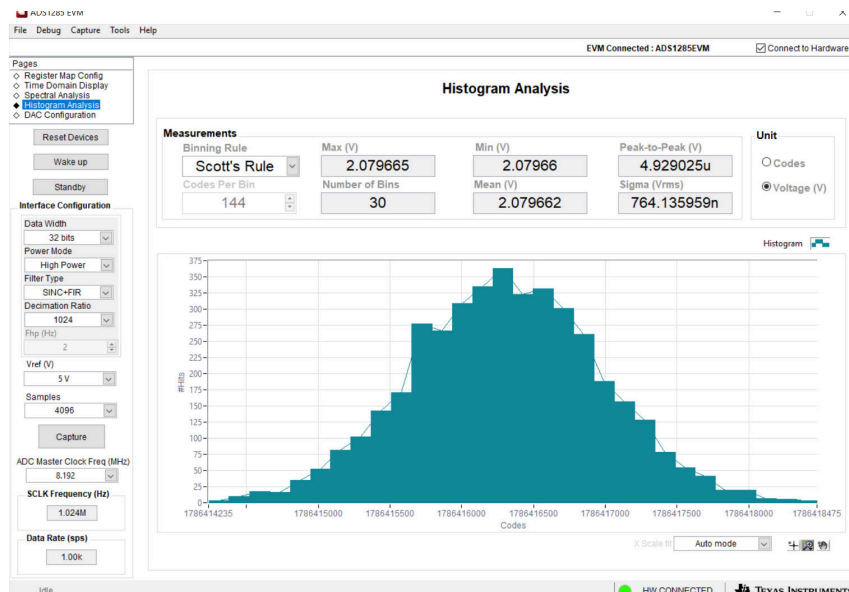 ADS1285 EVM
File Debug Capture Tools Help
EVM Connected : ADS1285EVM
Connect to Hardware
Pages
Register Map Config
Time Domain Display
Spectral Analysis
Histogram Analysis
DAC Configuration
Reset Devices
Wake up
Standby
Interface Configuration
Data Width
32 bits
Power Mode
High Power
Filter Type
SINC+FIR
Decimation Ratio
1024
Fhp (Hz)
2
Vref (V)
5 V
Samples
4096
Capture
ADC Master Clock Freq (MHz)
8.192
SCLK Frequency (Hz)
1.024M
Data Rate (sps)
1.00k
Histogram Analysis
Measurements
Binning Rule Max (V) Min (V) Peak-to-Peak (V)
Scott's Rule 2.079665 2.07966 4.929025u
Codes Per Bin Number of Bins Mean (V) Sigma (Vrms)
144 30 2.079662 764.135959n
Unit
Codes
Voltage (V)
Histogram
375
350
325
300
275
250
225
200
175
150
125
100
75
50
25
0
#Hits
1786414235 1786415000 1786415500 1786416000 1786416500 1786417000 1786417500 1786418000 1786418475
Codes
X Scale fit Auto mode
Idle
HW CONNECTED
TEXAS INSTRUMENTS